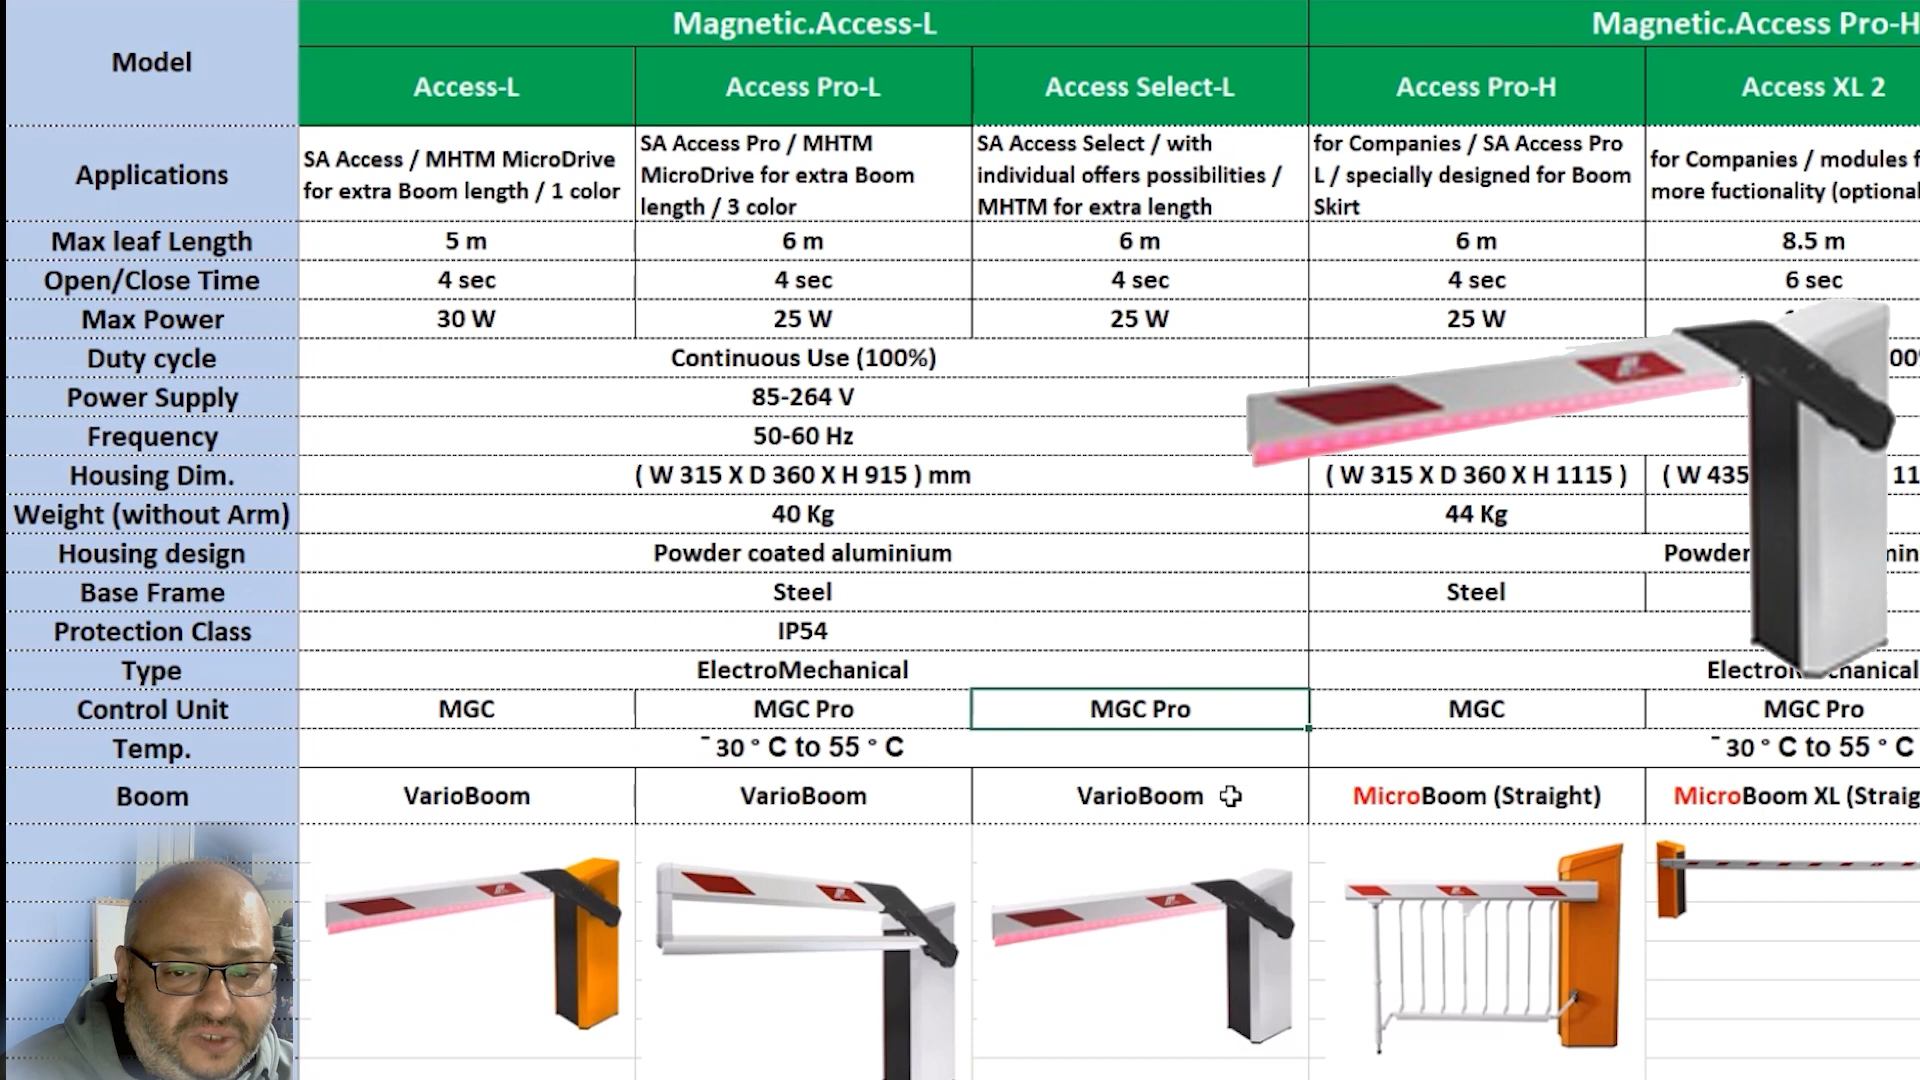 Magnetic.Access-L
Magnetic.Access Pro-H
Model
Access-L
Access Pro-L
Access Select-L
Access Pro-H
Access XL 2
Applications
SA Access / MHTM MicroDrive
for extra Boom length / 1 color
SA Access Pro / MHTM
MicroDrive for extra Boom
length / 3 color
SA Access Select / with
individual offers possibilities /
MHTM for extra length
for Companies / SA Access Pro
L / specially designed for Boom
Skirt
for Companies / modules f
more fuctionality (optional
Max leaf Length
5 m
6 m
6 m
6 m
8.5 m
Open/Close Time
4 sec
4 sec
4 sec
4 sec
6 sec
Max Power
30 W
25 W
25 W
25 W
Duty cycle
Continuous Use (100%)
Power Supply
85-264 V
Frequency
50-60 Hz
Housing Dim.
( W 315 X D 360 X H 915 ) mm
( W 315 X D 360 X H 1115 )
( W 435
11
Weight (without Arm)
40 Kg
44 Kg
Housing design
Powder coated aluminium
Powder
Base Frame
Steel
Steel
Protection Class
IP54
Type
ElectroMechanical
Control Unit
MGC
MGC Pro
MGC Pro
MGC
MGC Pro
Temp.
‾30 ° C to 55 ° C
‾30 ° C to 55 ° C
Boom
VarioBoom
VarioBoom
VarioBoom
MicroBoom (Straight)
MicroBoom XL (Straig